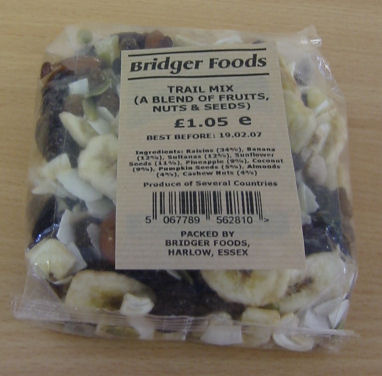 Bridger Foods
TRAIL MIX
(A BLEND OF FRUITS,
NUTS & SEEDS)
£1.05 e
BEST BEFORE: 19.02.07
Ingredients: Raisins (34%), Banana
(12%), Sultanas (12%), Sunflower
Seeds (11%), Pineapple (9%), Coconut
(9%), Pumpkin Seeds (5%), Almonds
(4%), Cashew Nuts (4%)
Produce of Several Countries
5 067789 562810 >
PACKED BY
BRIDGER FOODS,
HARLOW, ESSEX